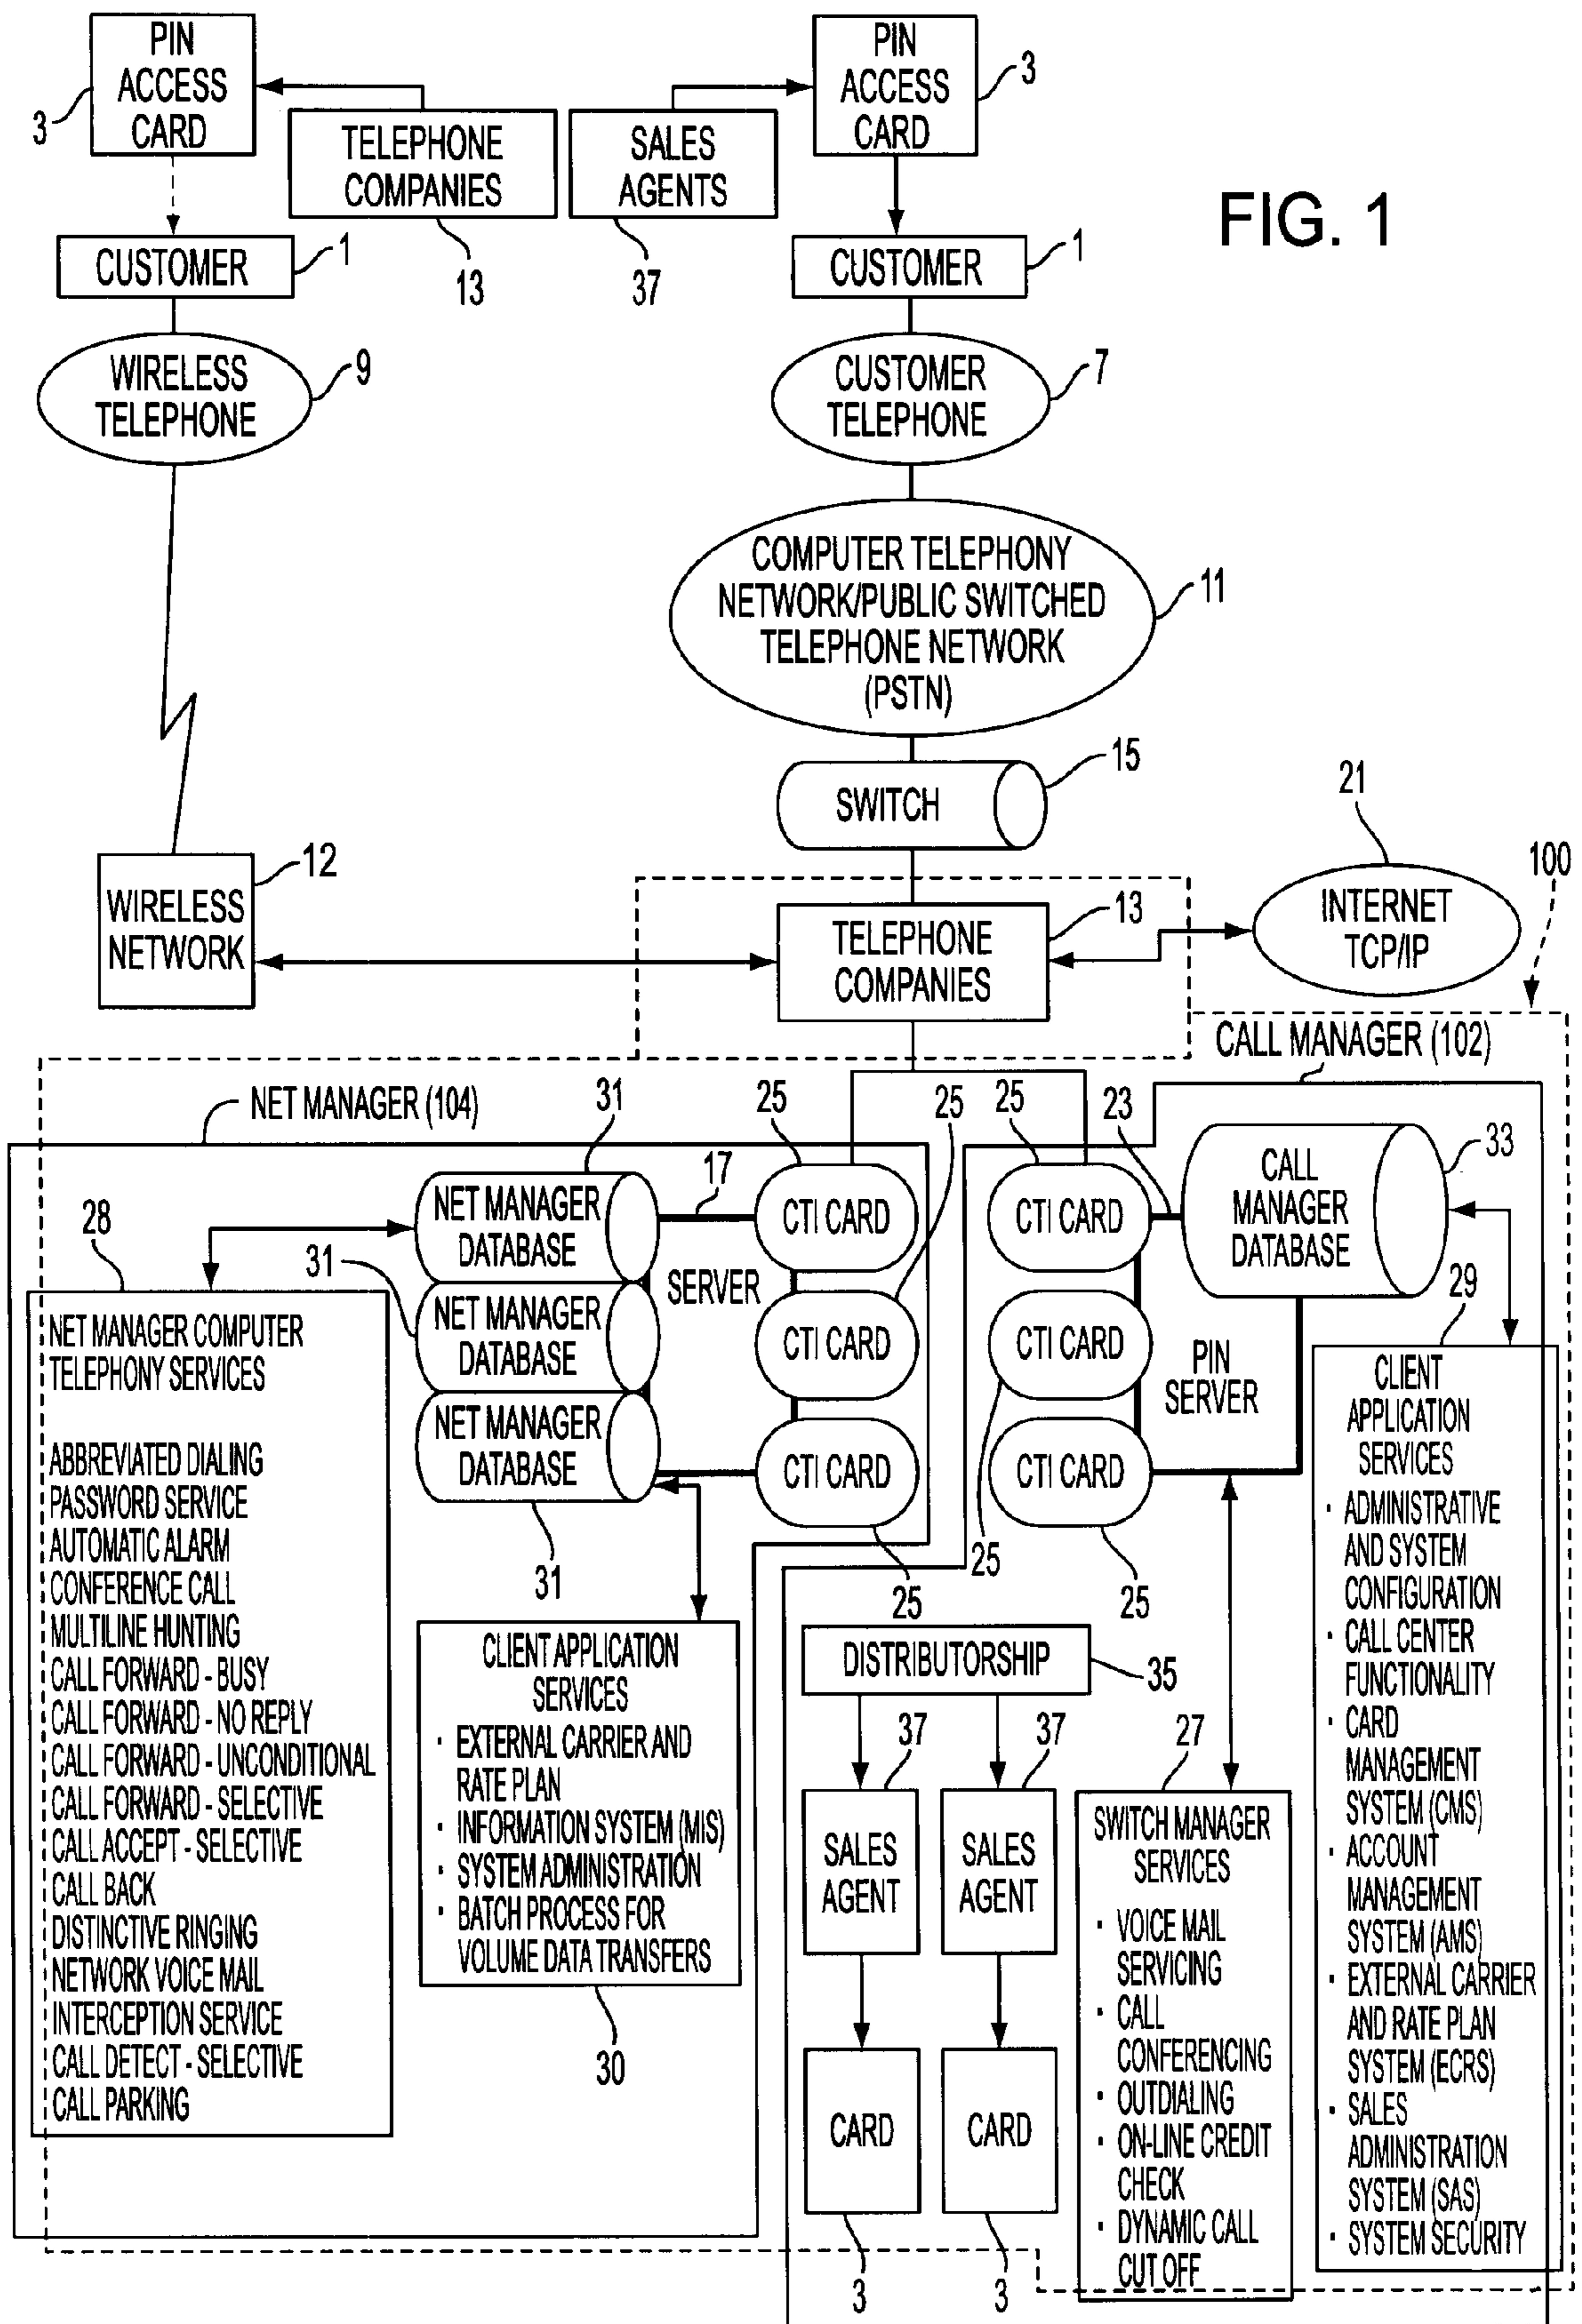 PIN
ACCESS
CARD
3
TELEPHONE
COMPANIES
13
SALES
AGENTS
37
PIN
ACCESS
CARD
3
FIG. 1
CUSTOMER
1
CUSTOMER
1
WIRELESS
TELEPHONE
9
CUSTOMER
TELEPHONE
7
COMPUTER TELEPHONY
NETWORK/PUBLIC SWITCHED
TELEPHONE NETWORK
(PSTN)
11
SWITCH
15
WIRELESS
NETWORK
12
TELEPHONE
COMPANIES
13
21
INTERNET
TCP/IP
100
CALL MANAGER (102)
NET MANAGER (104)
31
25
25
25
23
33
NET MANAGER
DATABASE
17
CTI CARD
CTI CARD
CALL
MANAGER
DATABASE
28
31
NET MANAGER
DATABASE
SERVER
CTI CARD
CTI CARD
PIN
SERVER
29
NET MANAGER
DATABASE
CTI CARD
CTI CARD
31
25
25
25
NET MANAGER COMPUTER
TELEPHONY SERVICES
ABBREVIATED DIALING
PASSWORD SERVICE
AUTOMATIC ALARM
CONFERENCE CALL
MULTILINE HUNTING
CALL FORWARD - BUSY
CALL FORWARD - NO REPLY
CALL FORWARD - UNCONDITIONAL
CALL FORWARD - SELECTIVE
CALL ACCEPT - SELECTIVE
CALL BACK
DISTINCTIVE RINGING
NETWORK VOICE MAIL
INTERCEPTION SERVICE
CALL DETECT - SELECTIVE
CALL PARKING
CLIENT APPLICATION
SERVICES
· EXTERNAL CARRIER AND
RATE PLAN
· INFORMATION SYSTEM (MIS)
· SYSTEM ADMINISTRATION
· BATCH PROCESS FOR
VOLUME DATA TRANSFERS
30
DISTRIBUTORSHIP
35
37
37
SALES
AGENT
SALES
AGENT
CARD
CARD
3
3
27
SWITCH MANAGER
SERVICES
· VOICE MAIL
SERVICING
· CALL
CONFERENCING
· OUTDIALING
· ON-LINE CREDIT
CHECK
· DYNAMIC CALL
CUT OFF
CLIENT
APPLICATION
SERVICES
· ADMINISTRATIVE
AND SYSTEM
CONFIGURATION
· CALL CENTER
FUNCTIONALITY
· CARD
MANAGEMENT
SYSTEM (CMS)
· ACCOUNT
MANAGEMENT
SYSTEM (AMS)
· EXTERNAL CARRIER
AND RATE PLAN
SYSTEM (ECRS)
· SALES
ADMINISTRATION
SYSTEM (SAS)
· SYSTEM SECURITY